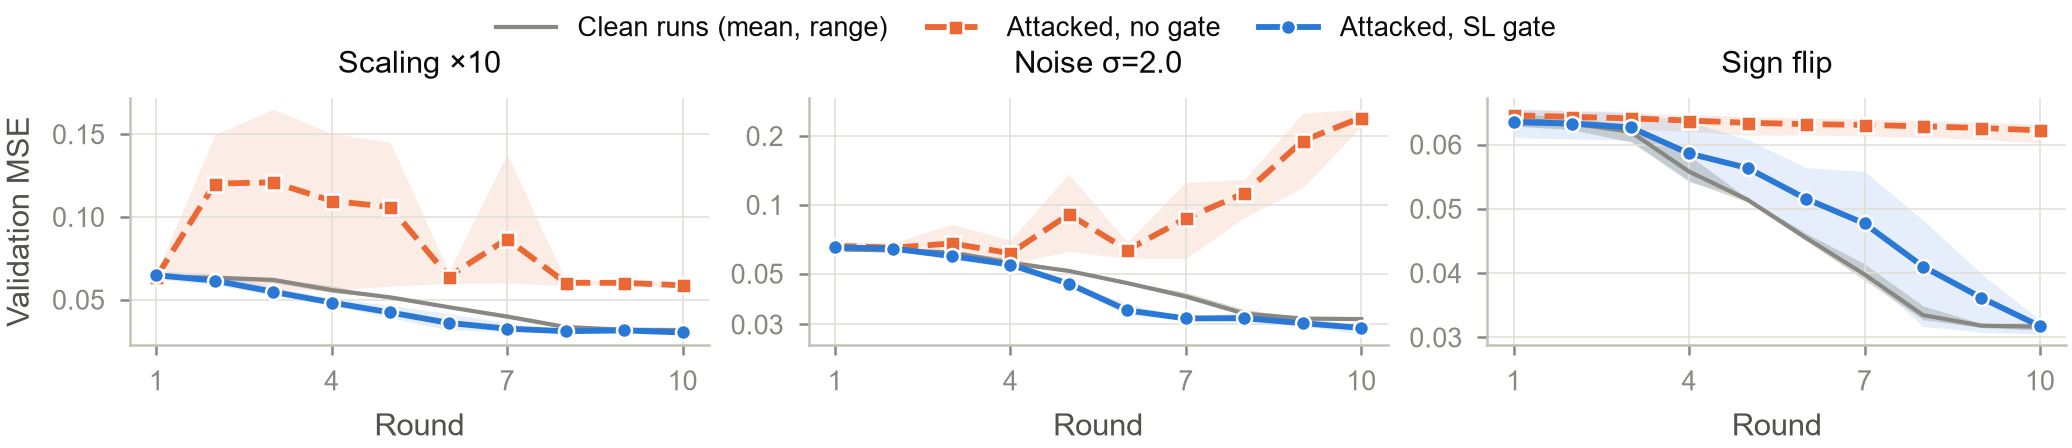 Clean runs (mean, range) Attacked, no gate Attacked, SL gate
Scaling ×10
Noise σ=2.0
Sign flip
Validation MSE
0.15
0.10
0.05
1 4 7 10
Round
0.2
0.1
0.05
0.03
1 4 7 10
Round
0.06
0.05
0.04
0.03
1 4 7 10
Round